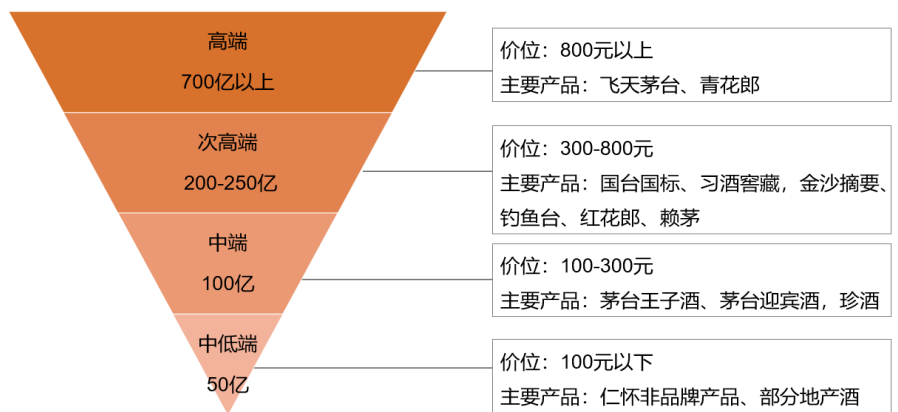 高端
700亿以上
价位：800元以上
主要产品：飞天茅台、青花郎
次高端
200-250亿
价位：300-800元
主要产品：国台国标、习酒窖藏，金沙摘要、
钓鱼台、红花郎、赖茅
中端
100亿
价位：100-300元
主要产品：茅台王子酒、茅台迎宾酒，珍酒
中低端
50亿
价位：100元以下
主要产品：仁怀非品牌产品、部分地产酒